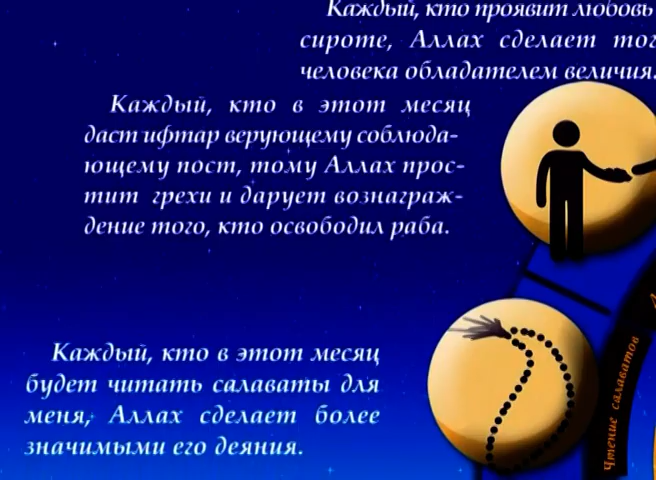 Каждый, кто проявит любовь
сироте, Аллах сделает
человека обладателем величия.
Каждый, кто в этот месяц
даст ифтар верующему соблюда-
ющему пост, тому Аллах прос-
тит грехи и дарует вознаграж-
дение того, кто освободил раба.
Каждый, кто в этот месяц
будет читать салаваты для
меня, Аллах сделает более
значимыми его деяния.
Чтение салаватов